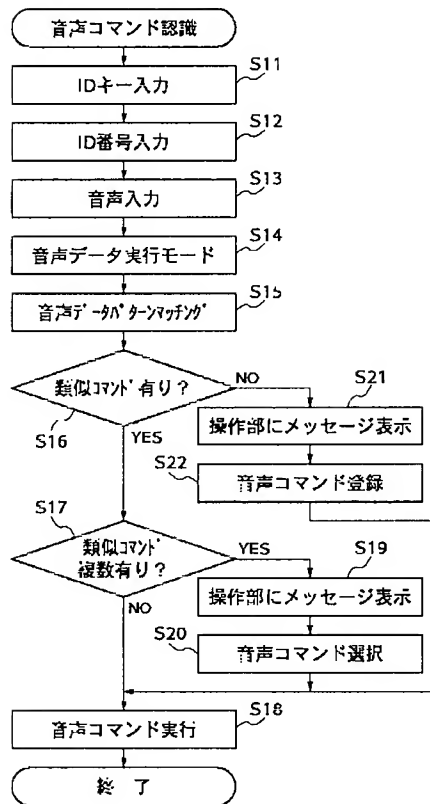 音声コマンド認識
S11
IDキー入力
S12
ID番号入力
S13
音声入力
S14
音声データ実行モード
S15
音声データパターンマッチング
類似コマンド有り？
NO
S16
YES
S21
操作部にメッセージ表示
S22
音声コマンド登録
S17
類似コマンド
複数有り？
YES
NO
S19
操作部にメッセージ表示
S20
音声コマンド選択
S18
音声コマンド実行
終 了